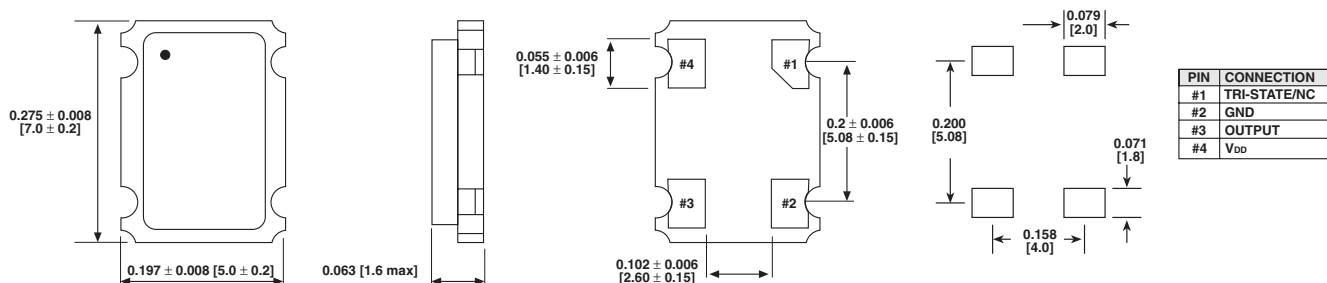 0.275 ± 0.008
[7.0 ± 0.2]
0.197 ± 0.008 [5.0 ± 0.2]
0.063 [1.6 max]
0.055 ± 0.006
[1.40 ± 0.15]
#4
#1
#3
#2
0.2 ± 0.006
[5.08 ± 0.15]
0.102 ± 0.006
[2.60 ± 0.15]
0.079
[2.0]
0.200
[5.08]
0.071
[1.8]
0.158
[4.0]
PIN CONNECTION
#1 TRI-STATE/NC
#2 GND
#3 OUTPUT
#4 VDD